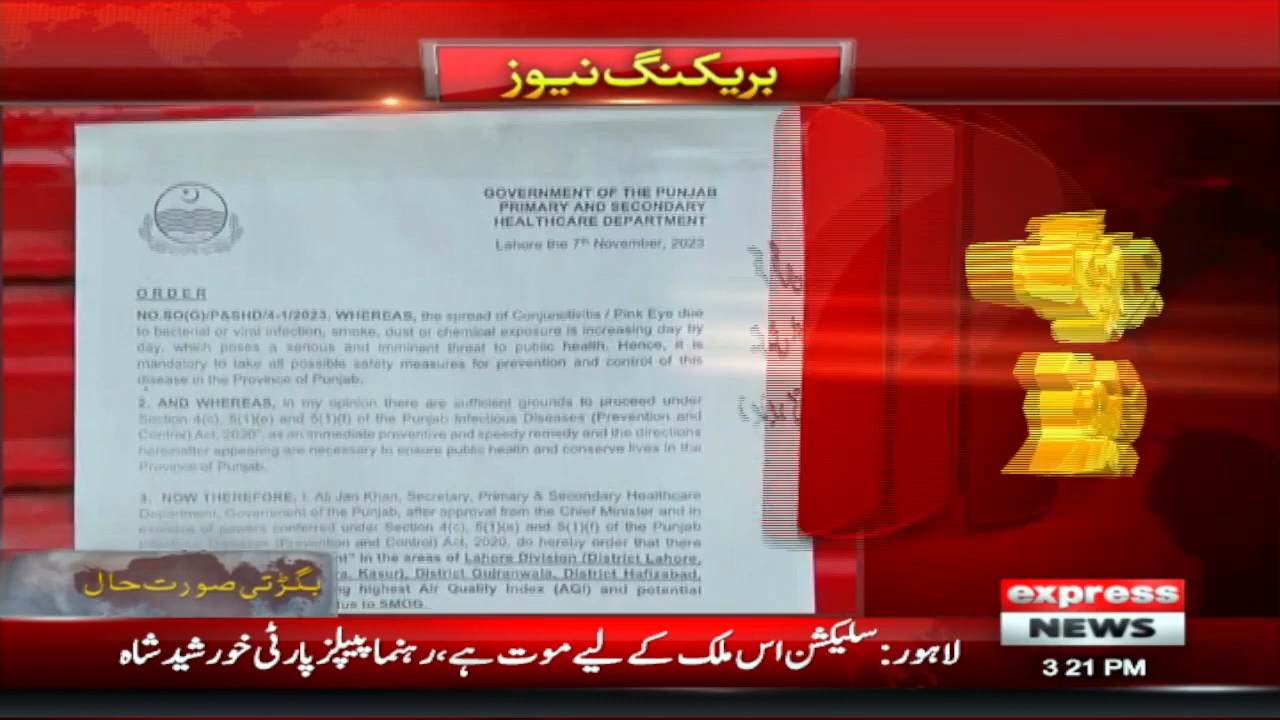 بریکنگ نیوز
GOVERNMENT OF THE PUNJAB
PRIMARY AND SECONDARY
HEALTHCARE DEPARTMENT
Lahore the 7th November, 2023
ORDER
NO.SO(G)/P&SHD/4-1/2023. WHEREAS, the spread of Conjunctivitis / Pink Eye due
to bacterial or viral infection, smoke, dust or chemical exposure is increasing day by
day, which poses a serious and imminent threat to public health. Hence, it is
mandatory to take all possible safety measures for prevention and control of this
disease in the Province of Punjab.
2. AND WHEREAS, in my opinion there are sufficient grounds to proceed under
Section 4(c), 5(1)(e) and 5(1)(f) of the Punjab Infectious Diseases (Prevention and
Control) Act, 2020", as an immediate preventive and speedy remedy and the directions
hereinafter appearing are necessary to ensure public health and conserve lives in the
Province of Punjab.
3. NOW THEREFORE, I, Ali Jan Khan, Secretary, Primary & Secondary Healthcare
Department, Government of the Punjab, after approval from the Chief Minister and in
exercise of powers conferred under Section 4(c), 5(1)(e) and 5(1)(f) of the Punjab
Infectious Diseases (Prevention and Control) Act, 2020, do hereby order that there
" in the areas of Lahore Division (District Lahore,
Kasur), District Gujranwala, District Hafizabad,
highest Air Quality Index (AQI) and potential
due to SMOG.
بگڑتی صورت حال
express
NEWS
3 21 PM
لاہور: سلیکشن اس ملک کے لیے موت ہے، رہنما پیپلز پارٹی خورشید شاہ